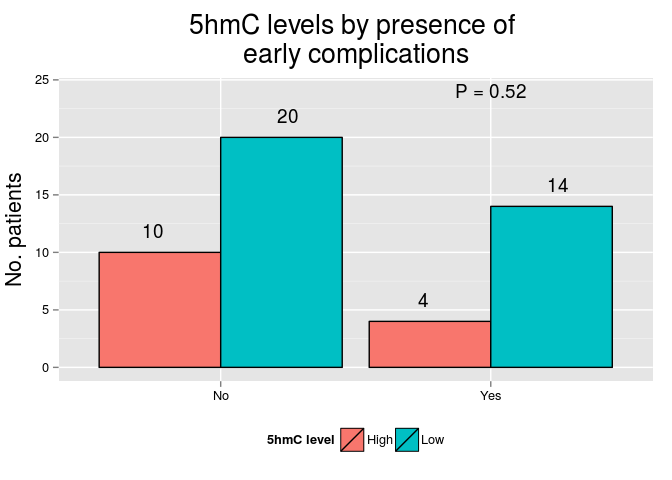 5hmC levels by presence of
early complications
No. patients
25
20
15
10
5
0
P = 0.52
10
20
4
14
No
Yes
5hmC level High Low